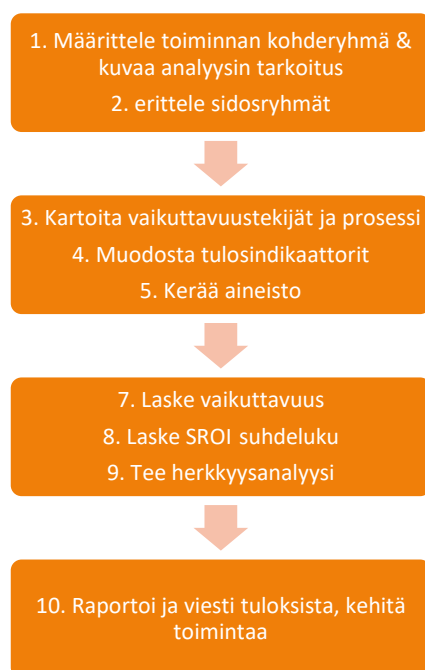 1. Määrittele toiminnan kohderyhmä &
kuvaa analyysin tarkoitus
2. erittele sidosryhmät
3. Kartoita vaikuttavuustekijät ja prosessi
4. Muodosta tulosindikaattorit
5. Kerää aineisto
7. Laske vaikuttavuus
8. Laske SROI suhdeluku
9. Tee herkkyysanalyysi
10. Raportoi ja viesti tuloksista, kehitä
toimintaa